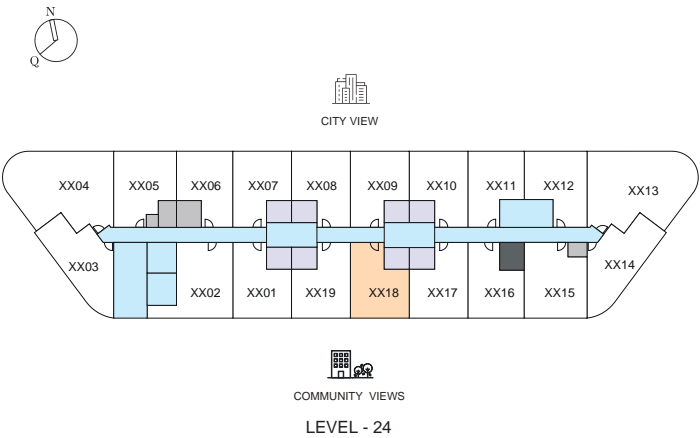 N
Q
CITY VIEW
XX04 XX05 XX06 XX07 XX08 XX09 XX10 XX11 XX12 XX13
XX03 XX02 XX01 XX19 XX18 XX17 XX16 XX15 XX14
COMMUNITY VIEWS
LEVEL - 24